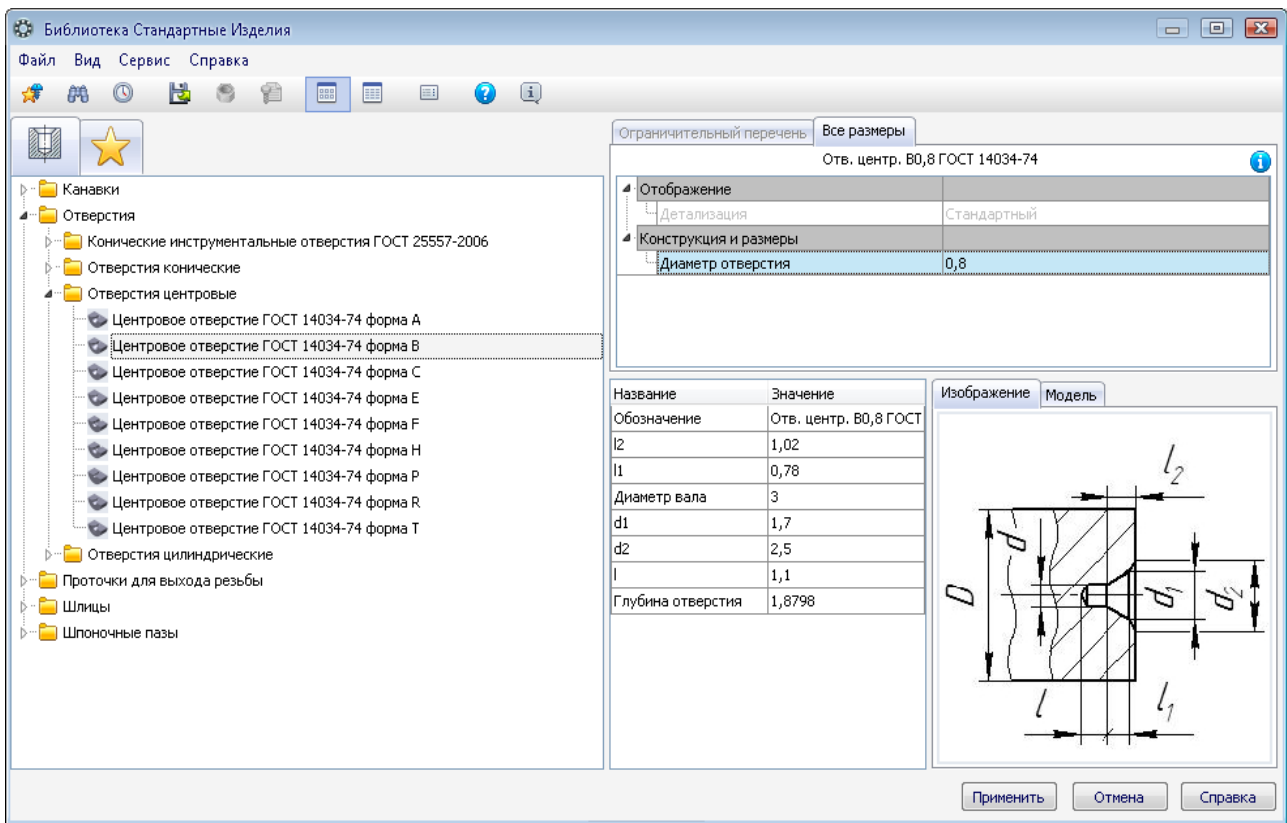 Библиотека Стандартные Изделия
Файл Вид Сервис Справка
Ограничительный перечень Все размеры
Отв. центр. B0,8 ГОСТ 14034-74
Отображение
Детализация Стандартный
Конструкция и размеры
Диаметр отверстия 0,8
Канавки
Отверстия
Конические инструментальные отверстия ГОСТ 25557-2006
Отверстия конические
Отверстия центровые
Центровое отверстие ГОСТ 14034-74 форма A
Центровое отверстие ГОСТ 14034-74 форма B
Центровое отверстие ГОСТ 14034-74 форма C
Центровое отверстие ГОСТ 14034-74 форма E
Центровое отверстие ГОСТ 14034-74 форма F
Центровое отверстие ГОСТ 14034-74 форма H
Центровое отверстие ГОСТ 14034-74 форма P
Центровое отверстие ГОСТ 14034-74 форма R
Центровое отверстие ГОСТ 14034-74 форма T
Отверстия цилиндрические
Проточки для выхода резьбы
Шлицы
Шпоночные пазы
Название Значение
Обозначение Отв. центр. B0,8 ГОСТ
l2 1,02
l1 0,78
Диаметр вала 3
d1 1,7
d2 2,5
l 1,1
Глубина отверстия 1,8798
Изображение Модель
l2
d
D
d1
d2
l
l1
Применить Отмена Справка